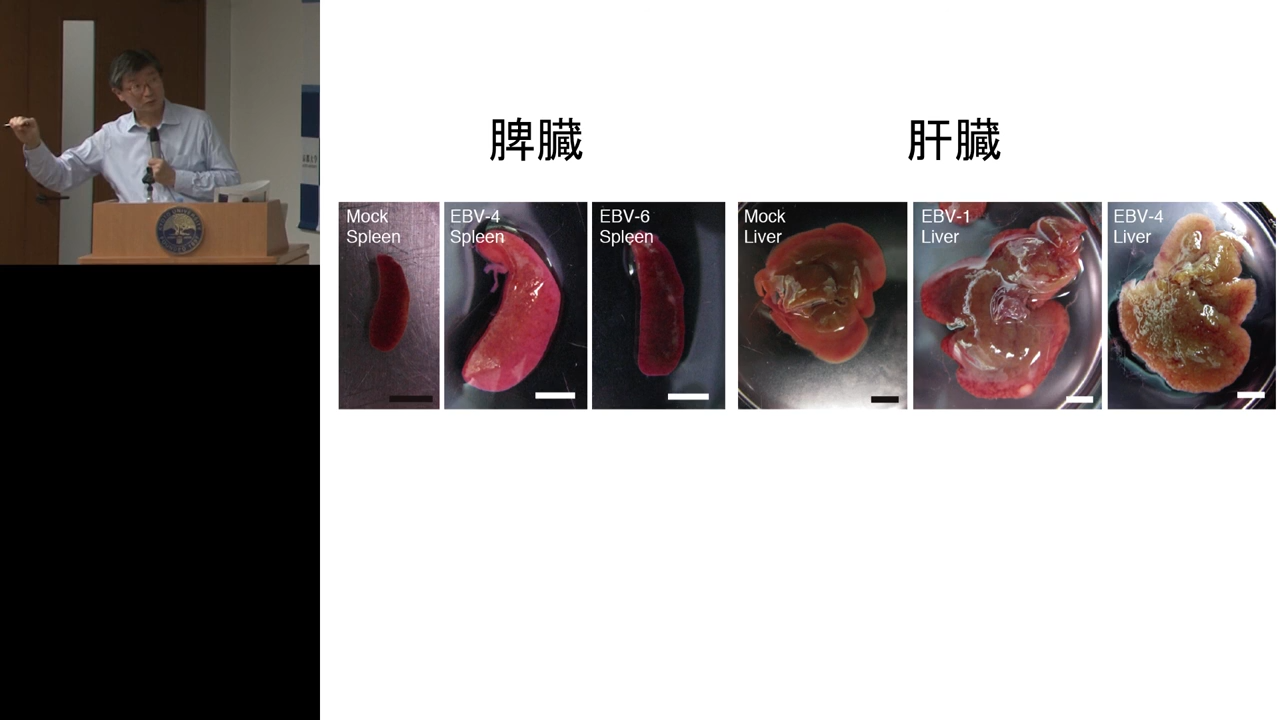 脾臓
肝臓
Mock
Spleen
EBV-4
Spleen
EBV-6
Spleen
Mock
Liver
EBV-1
Liver
EBV-4
Liver